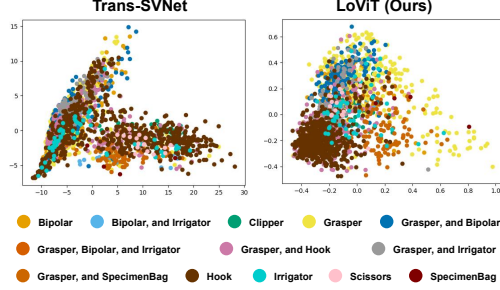 Trans-SVNet LoViT (Ours)
15
10
5
0
−5
−10 −5 0 5 10 15 20 25 30
0.6
0.4
0.2
0.0
−0.2
−0.4
−0.4 −0.2 0.0 0.2 0.4 0.6 0.8 1.0
Bipolar Bipolar, and Irrigator Clipper Grasper Grasper, and Bipolar
Grasper, Bipolar, and Irrigator Grasper, and Hook Grasper, and Irrigator
Grasper, and SpecimenBag Hook Irrigator Scissors SpecimenBag